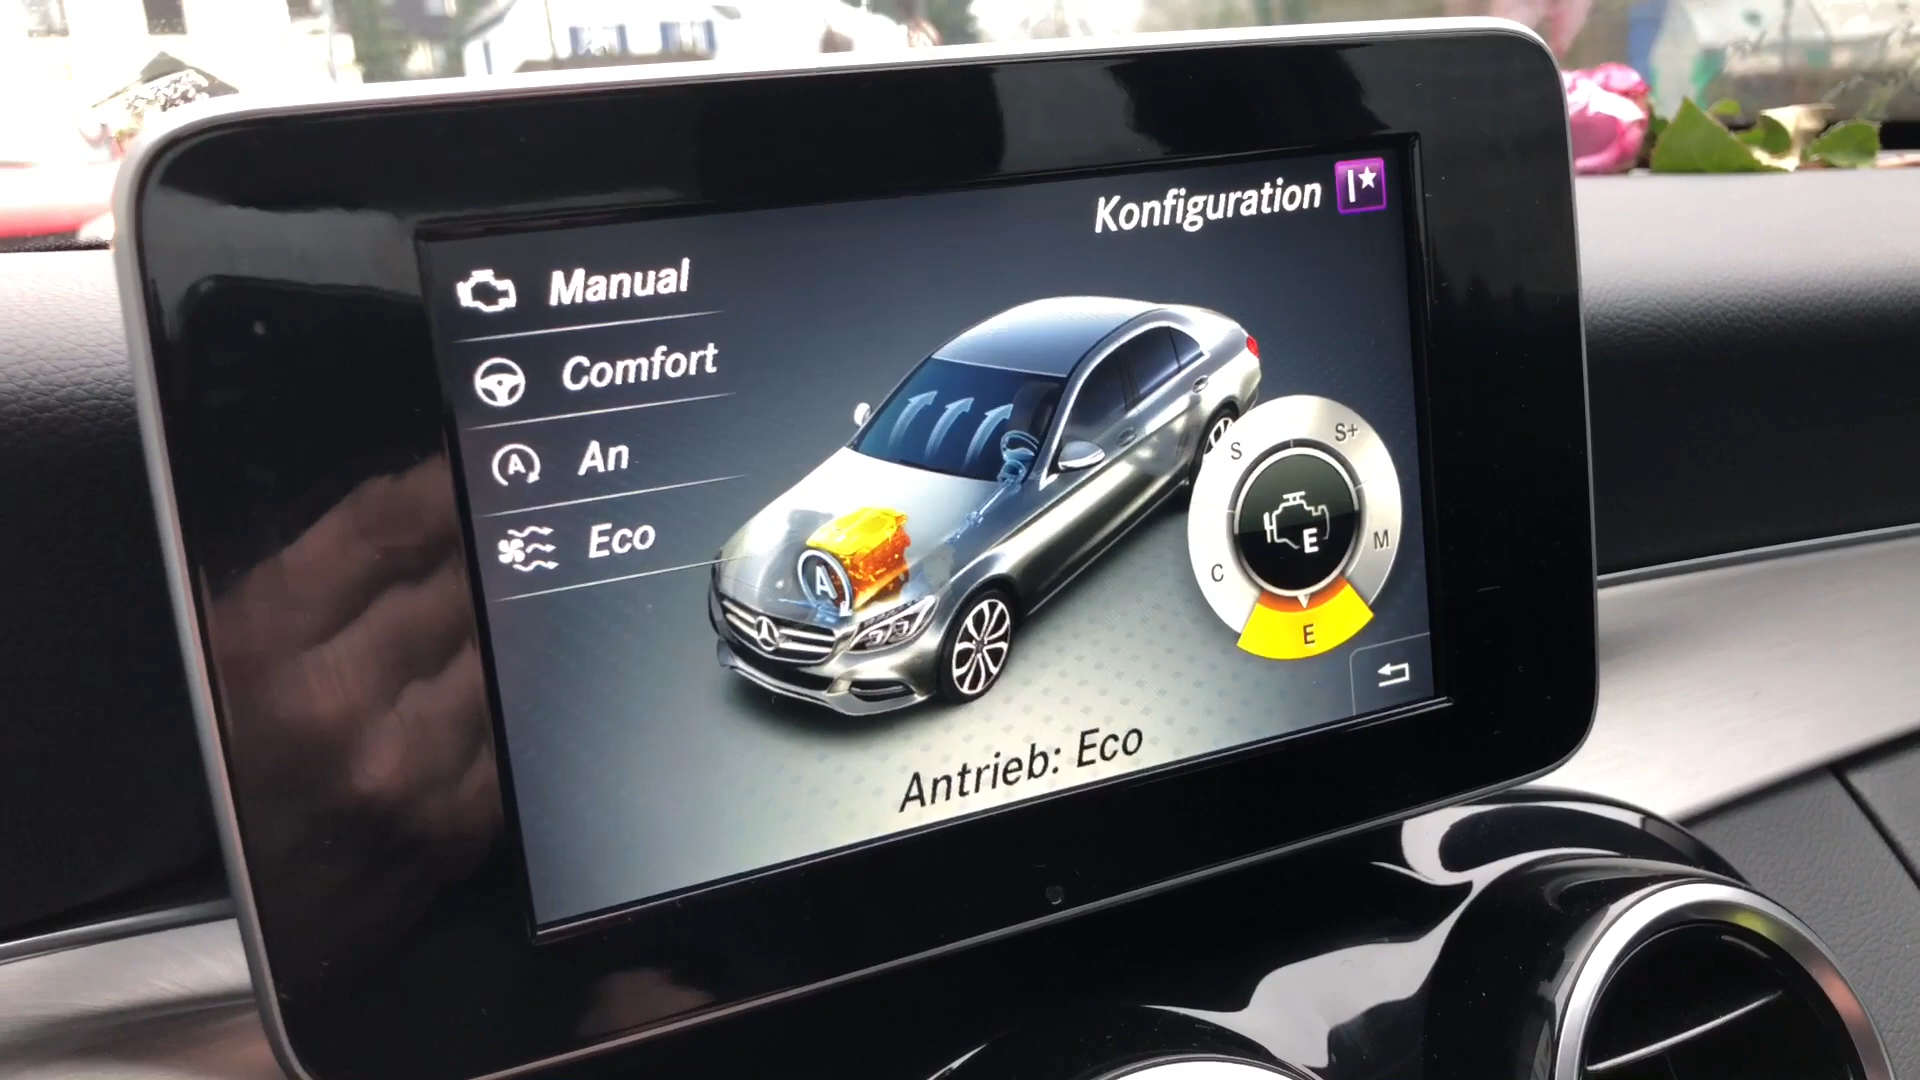 Konfiguration I★
Manual
Comfort
A An
Eco
A
S S+
C M
E
E
Antrieb: Eco